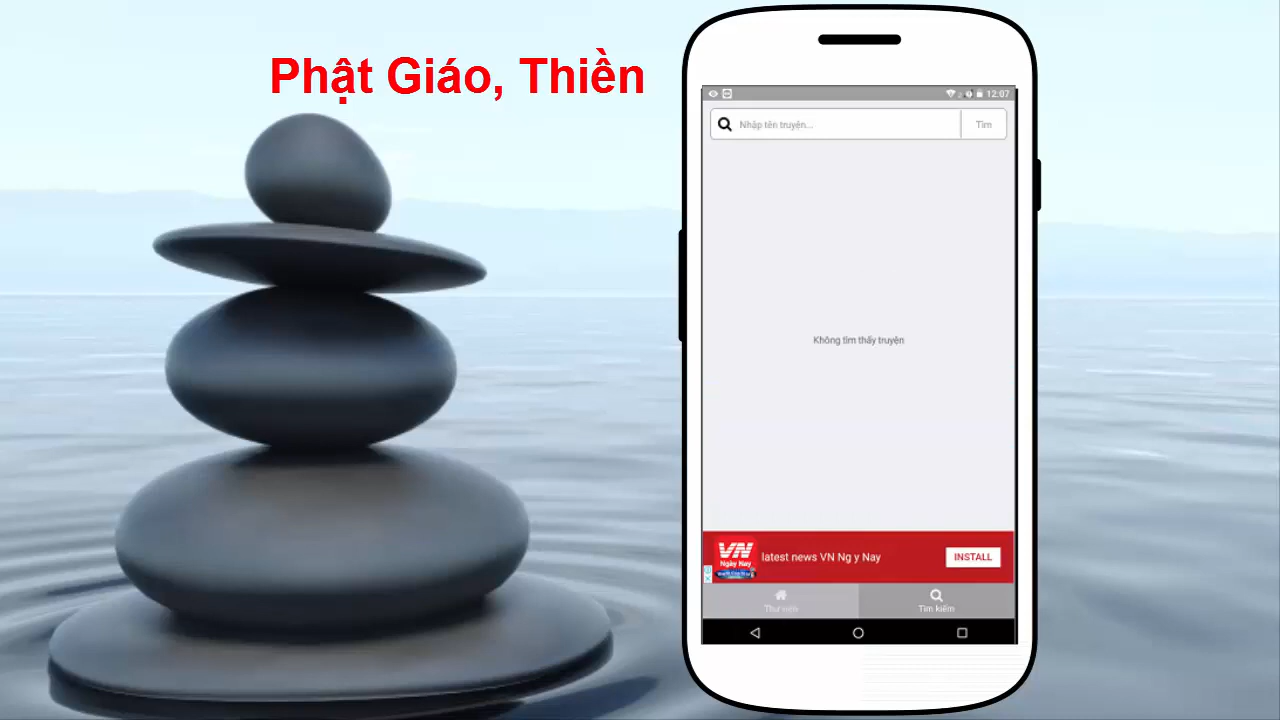 Phật Giáo, Thiền
12:07
Nhập tên truyện...
Tìm
Không tìm thấy truyện
VN
Ngày Nay
latest news VN Ng y Nay
INSTALL
Thư viện
Tìm kiếm